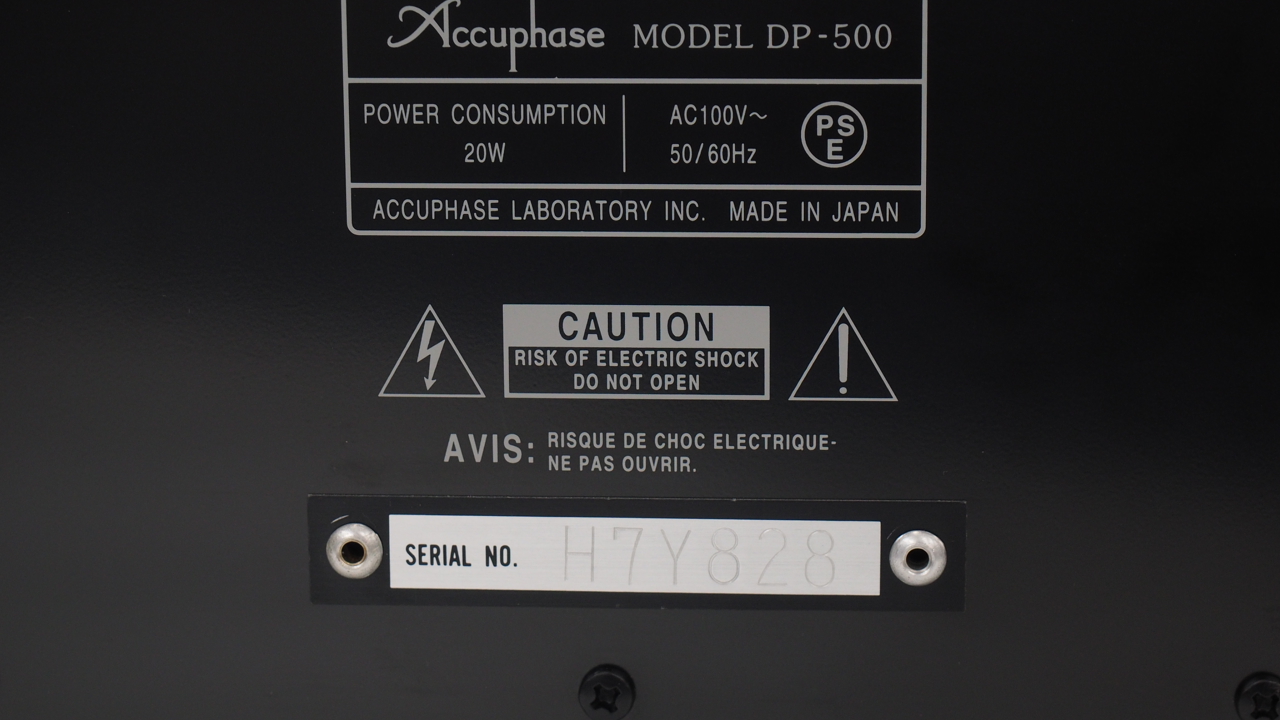 Accuphase MODEL DP-500
POWER CONSUMPTION
20W
AC100V~
50/60Hz
PS
E
ACCUPHASE LABORATORY INC. MADE IN JAPAN
CAUTION
RISK OF ELECTRIC SHOCK
DO NOT OPEN
AVIS: RISQUE DE CHOC ELECTRIQUE-
NE PAS OUVRIR.
SERIAL NO. H7Y828